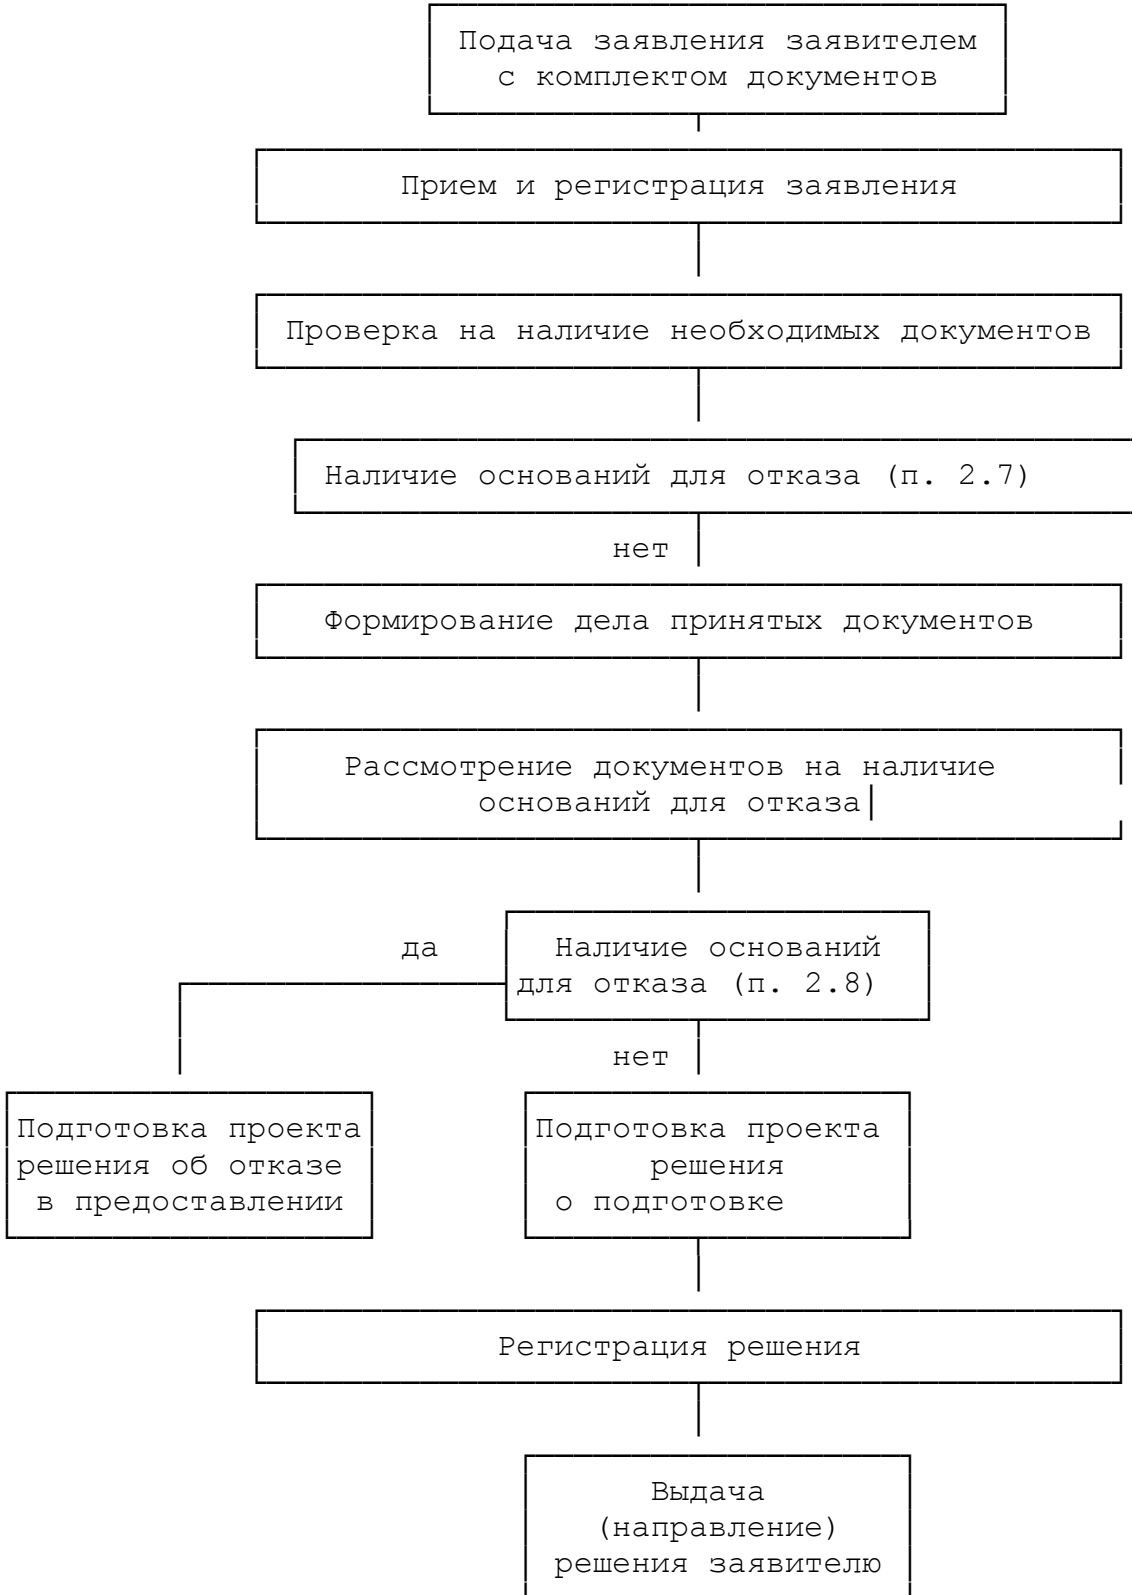 Подача заявления заявителем
с комплектом документов
Прием и регистрация заявления
Проверка на наличие необходимых документов
Наличие оснований для отказа (п. 2.7)
нет
Формирование дела принятых документов
Рассмотрение документов на наличие
оснований для отказа
да
Наличие оснований
для отказа (п. 2.8)
нет
Подготовка проекта
решения об отказе
в предоставлении
Подготовка проекта
решения
о подготовке
Регистрация решения
Выдача
(направление)
решения заявителю